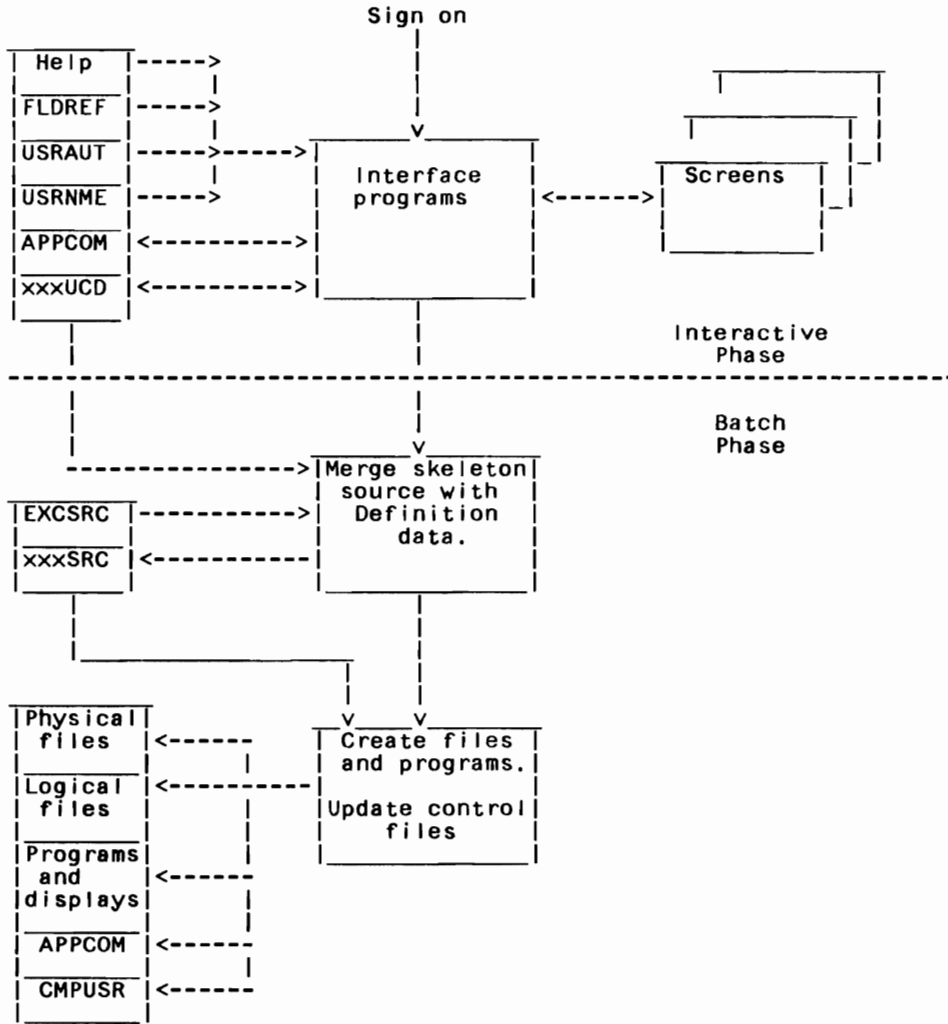 Sign on
Help
FLDREF
USRAUT
USRNME
APPCOM
xxxUCD
Interface
programs
Screens
Interactive
Phase
Batch
Phase
Merge skeleton
source with
Definition
data.
EXCSRC
xxxSRC
Physical
files
Logical
files
Programs
and
displays
APPCOM
CMPUSR
Create files
and programs.
Update control
files